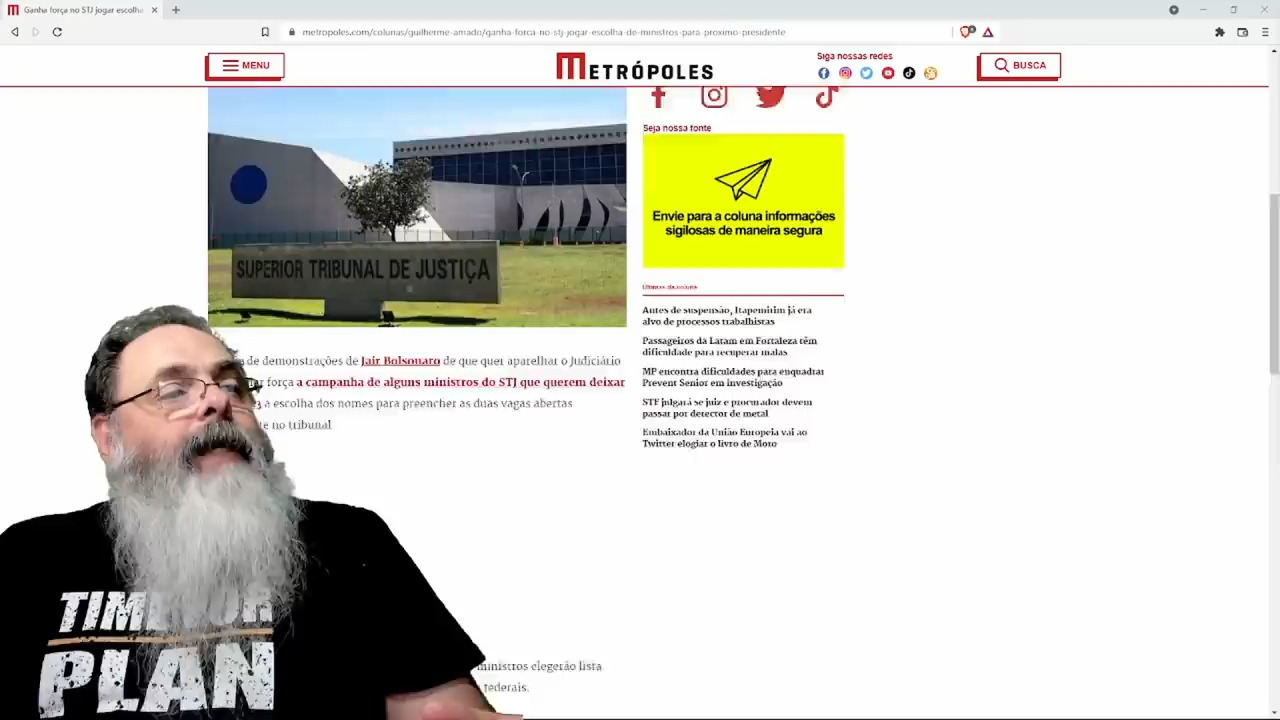 Ganha força no STJ jogar escolha
metropoles.com/colunas/guilherme-amado/ganha-forca-no-stj-jogar-escolha-de-ministros-para-proximo-presidente
MENU
METRÓPOLES
Siga nossas redes
BUSCA
Seja nossa fonte
Envie para a coluna informações
sigilosas de maneira segura
SUPERIOR TRIBUNAL DE JUSTIÇA
Últimas da coluna
Antes de suspensão, Itapemirim já era
alvo de processos trabalhistas
Passageiros da Latam em Fortaleza têm
dificuldade para recuperar malas
MP encontra dificuldades para enquadrar
Prevent Senior em investigação
STF julgará se juiz e procurador devem
passar por detector de metal
Embaixador da União Europeia vai ao
Twitter elogiar o livro de Moro
de demonstrações de Jair Bolsonaro de que quer aparelhar o Judiciário
força a campanha de alguns ministros do STJ que querem deixar
a escolha dos nomes para preencher as duas vagas abertas
no tribunal
ministros elegerão lista
federais.
PLAN